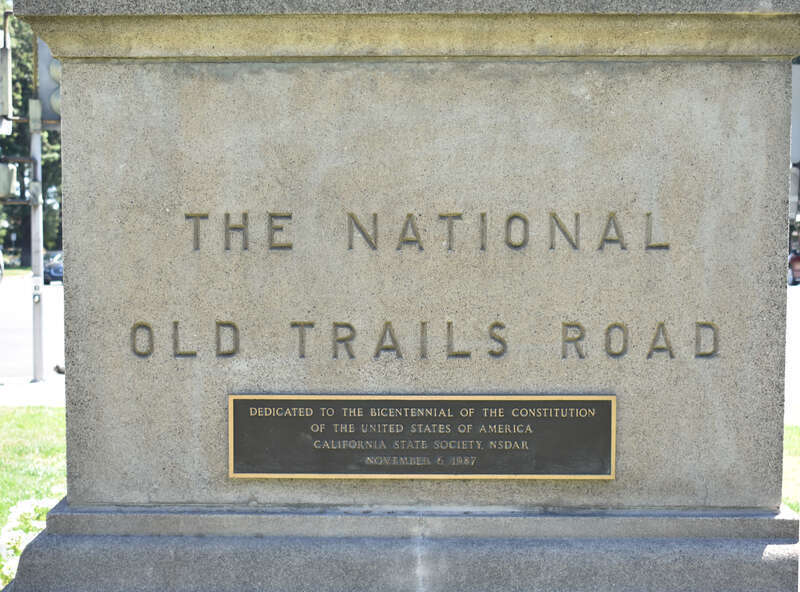 THE NATIONAL
OLD TRAILS ROAD
DEDICATED TO THE BICENTENNIAL OF THE CONSTITUTION
OF THE UNITED STATES OF AMERICA
CALIFORNIA STATE SOCIETY, NSDAR
NOVEMBER 6, 1987